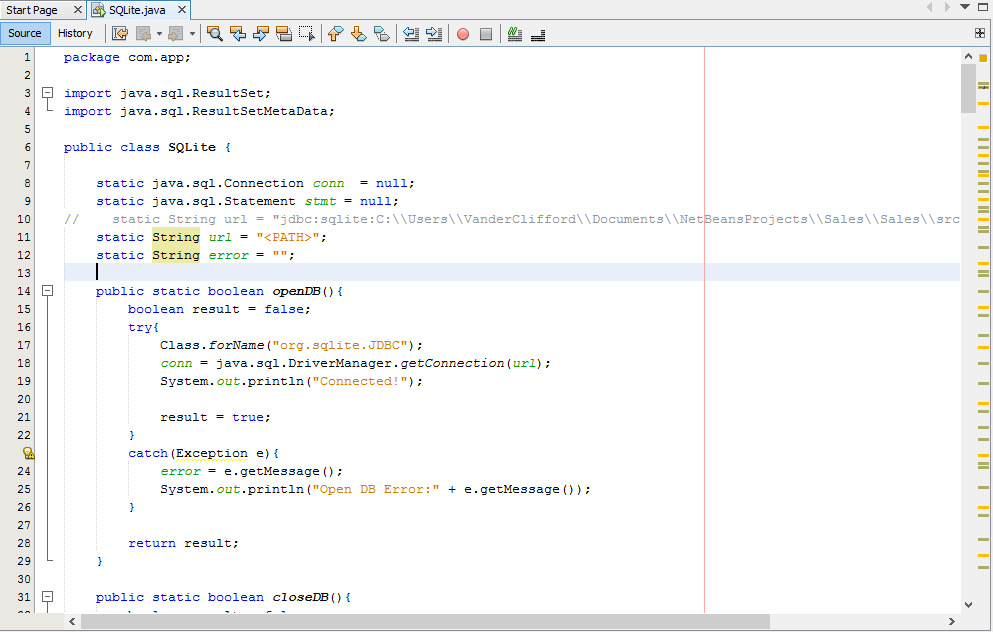 Start Page SQLite.java
Source History
1 package com.app;
2
3 import java.sql.ResultSet;
4 import java.sql.ResultSetMetaData;
5
6 public class SQLite {
7
8 static java.sql.Connection conn  = null;
9 static java.sql.Statement stmt = null;
10 //    static String url = "jdbc:sqlite:C:\\Users\\VanderClifford\\Documents\\NetBeansProjects\\Sales\\Sales\\src
11 static String url = "<PATH>";
12 static String error = "";
13
14 public static boolean openDB(){
15 boolean result = false;
16 try{
17 Class.forName("org.sqlite.JDBC");
18 conn = java.sql.DriverManager.getConnection(url);
19 System.out.println("Connected!");
20
21 result = true;
22 }
catch(Exception e){
24 error = e.getMessage();
25 System.out.println("Open DB Error:" + e.getMessage());
26 }
27
28 return result;
29 }
30
31 public static boolean closeDB(){